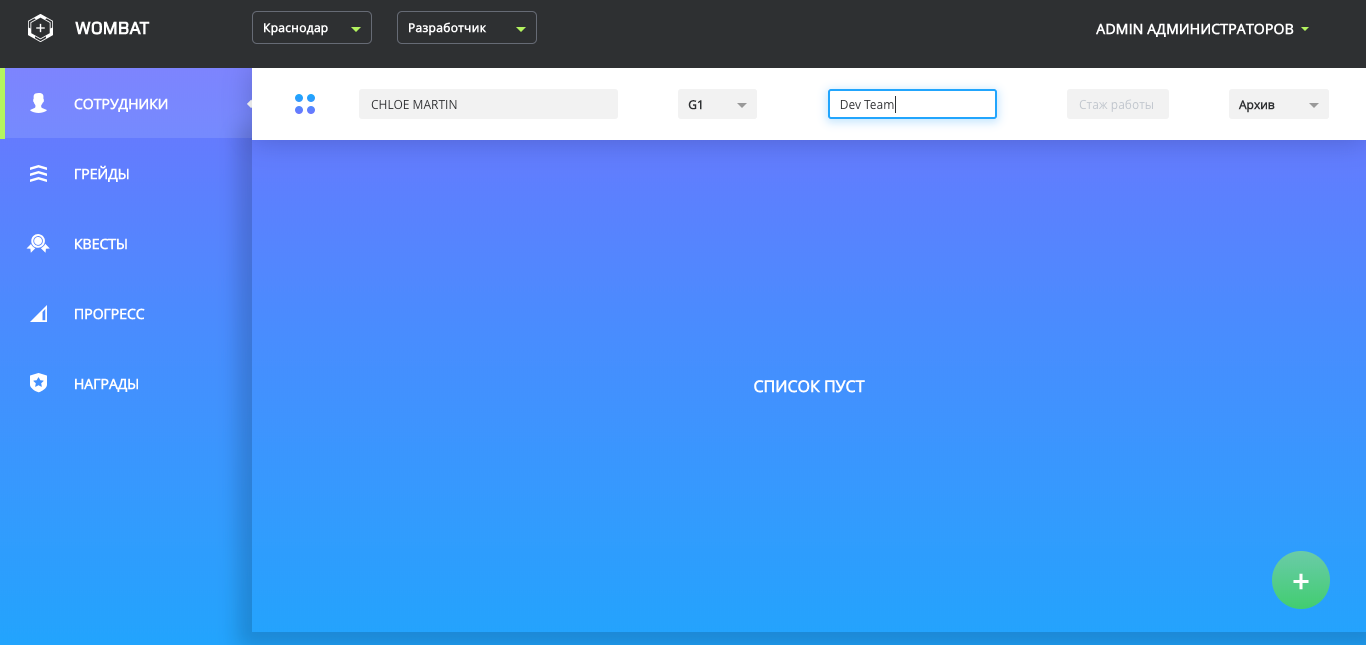 WOMBAT
Краснодар
Разработчик
ADMIN АДМИНИСТРАТОРОВ
СОТРУДНИКИ
CHLOE MARTIN
G1
Dev Team
Стаж работы
Архив
ГРЕЙДЫ
КВЕСТЫ
ПРОГРЕСС
НАГРАДЫ
СПИСОК ПУСТ
+